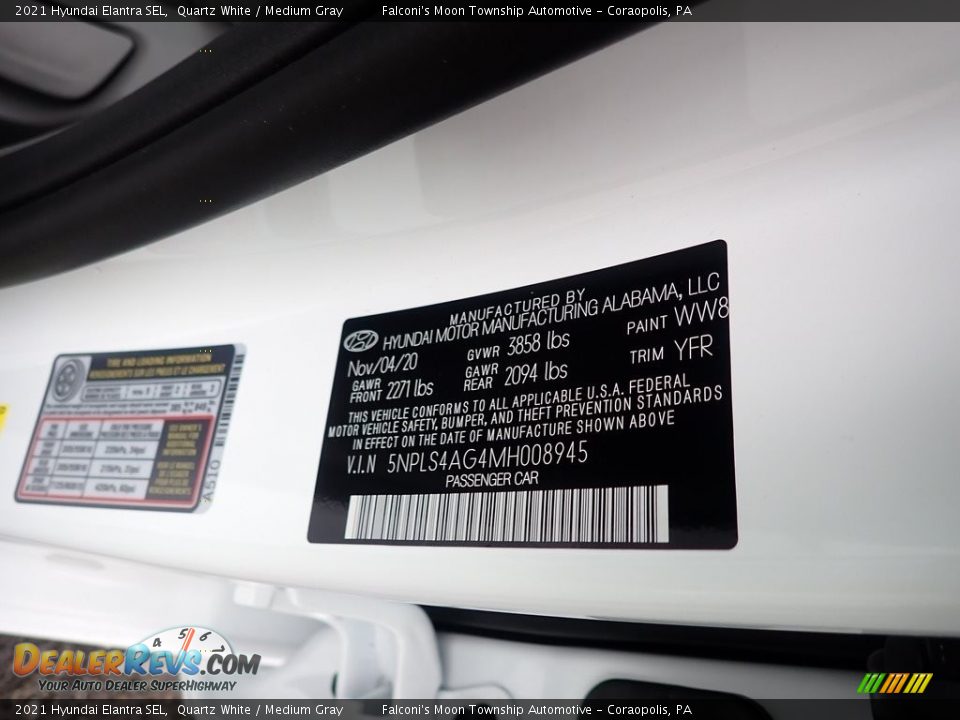 2021 Hyundai Elantra SEL, Quartz White / Medium Gray Falconi's Moon Township Automotive - Coraopolis, PA
MANUFACTURED BY
HYUNDAI MOTOR MANUFACTURING ALABAMA, LLC
Nov/04/20 GVWR 3858 lbs PAINT WW8
GAWR FRONT 2271 lbs GAWR REAR 2094 lbs TRIM YFR
THIS VEHICLE CONFORMS TO ALL APPLICABLE U.S.A. FEDERAL
MOTOR VEHICLE SAFETY, BUMPER, AND THEFT PREVENTION STANDARDS
IN EFFECT ON THE DATE OF MANUFACTURE SHOWN ABOVE
V.I.N 5NPLS4AG4MH008945
PASSENGER CAR
TIRE AND LOADING INFORMATION
A510
4 5 6
DealerRevs.com
Your Auto Dealer SuperHighway
2021 Hyundai Elantra SEL, Quartz White / Medium Gray Falconi's Moon Township Automotive - Coraopolis, PA